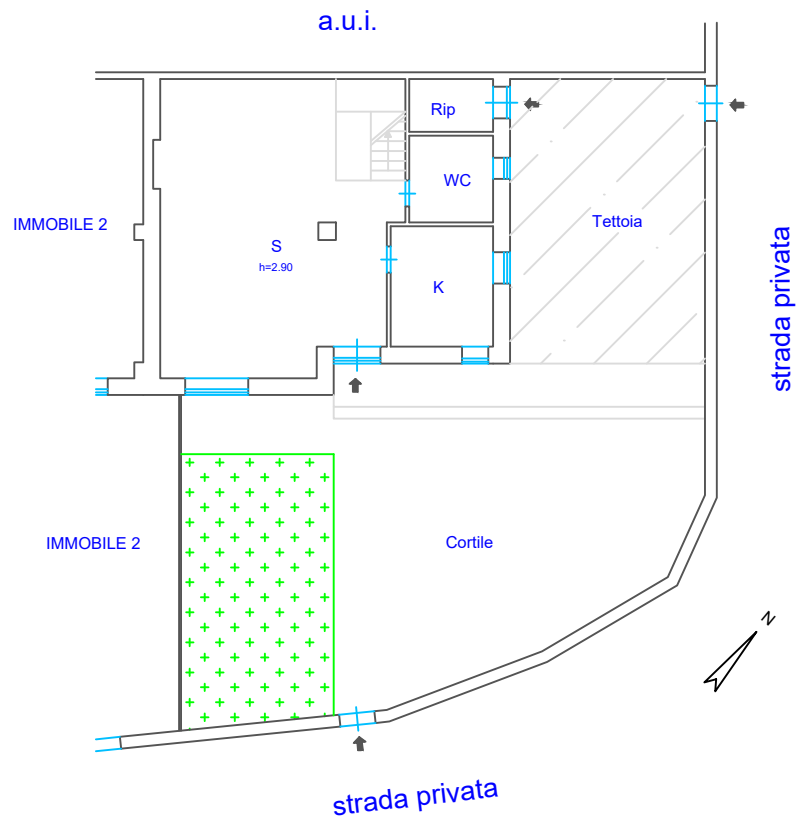 a.u.i.
Rip
WC
IMMOBILE 2
Tettoia
S
h=2.90
K
strada privata
IMMOBILE 2
Cortile
N
strada privata